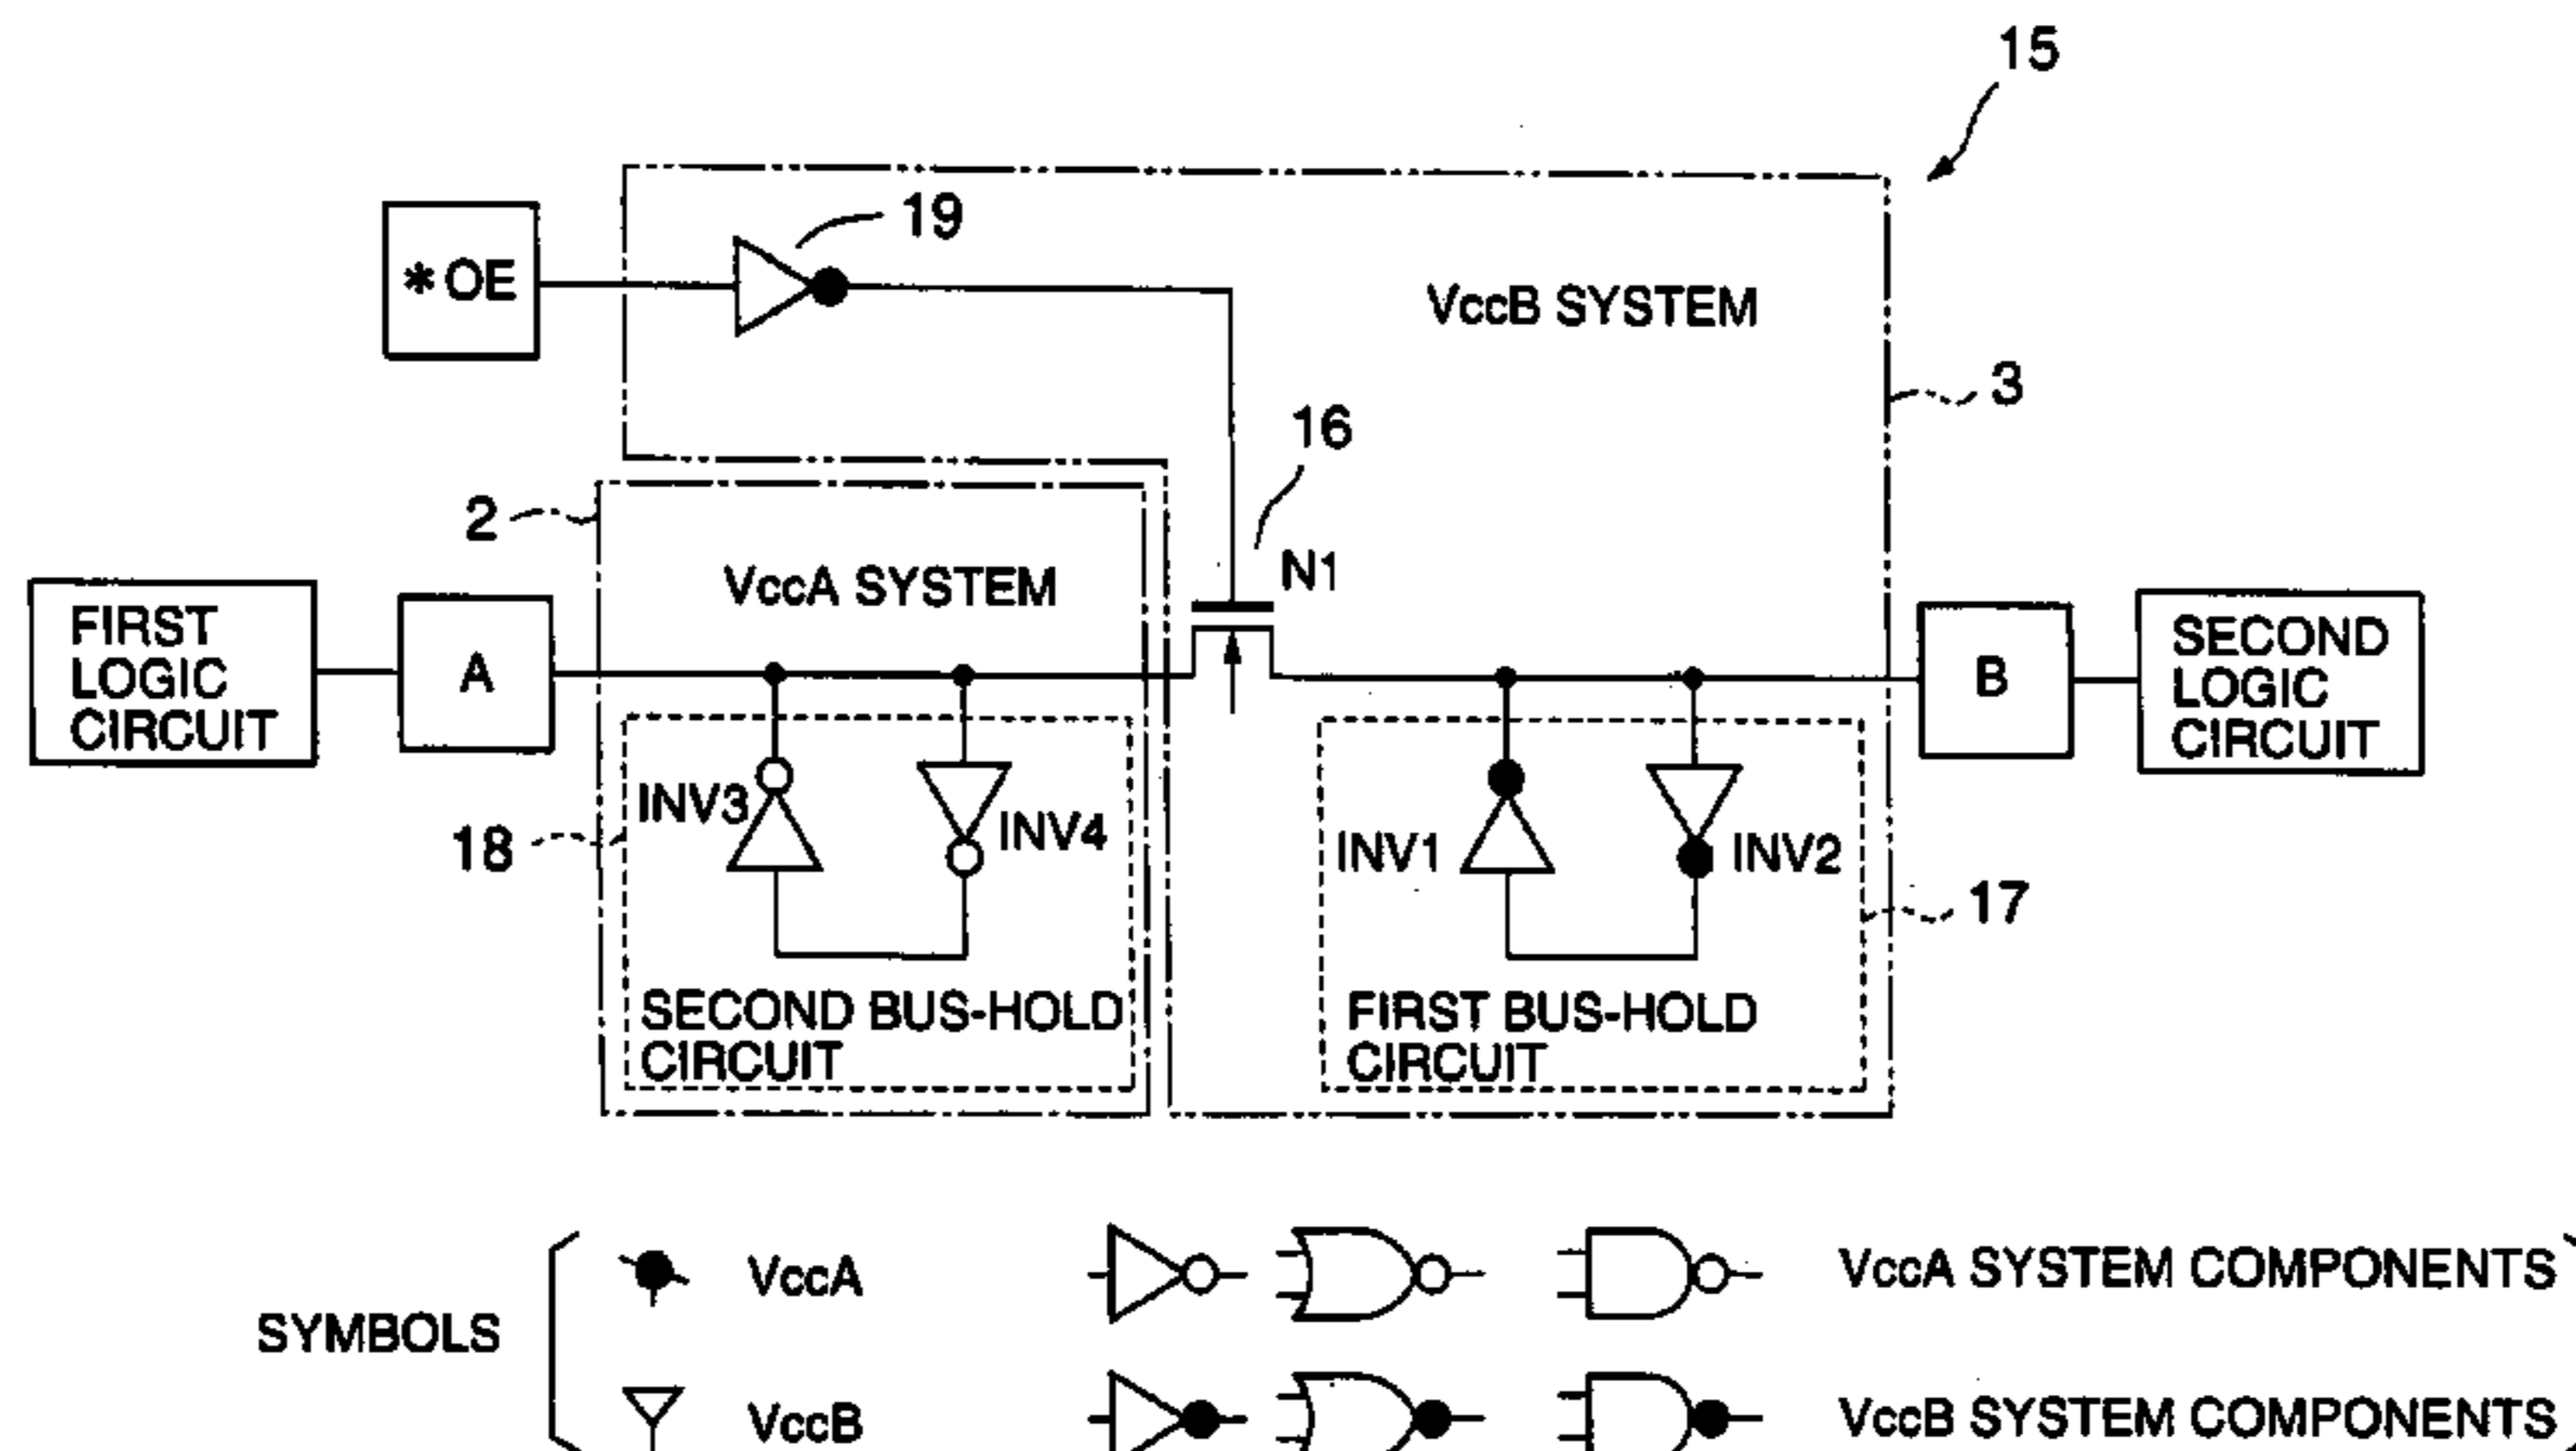 15
19
* OE
VccB SYSTEM
3
16
2
N1
VccA SYSTEM
FIRST
LOGIC
CIRCUIT
A
B
SECOND
LOGIC
CIRCUIT
INV3
INV4
18
INV1
INV2
17
SECOND BUS-HOLD
CIRCUIT
FIRST BUS-HOLD
CIRCUIT
SYMBOLS
VccA
VccA SYSTEM COMPONENTS
VccB
VccB SYSTEM COMPONENTS